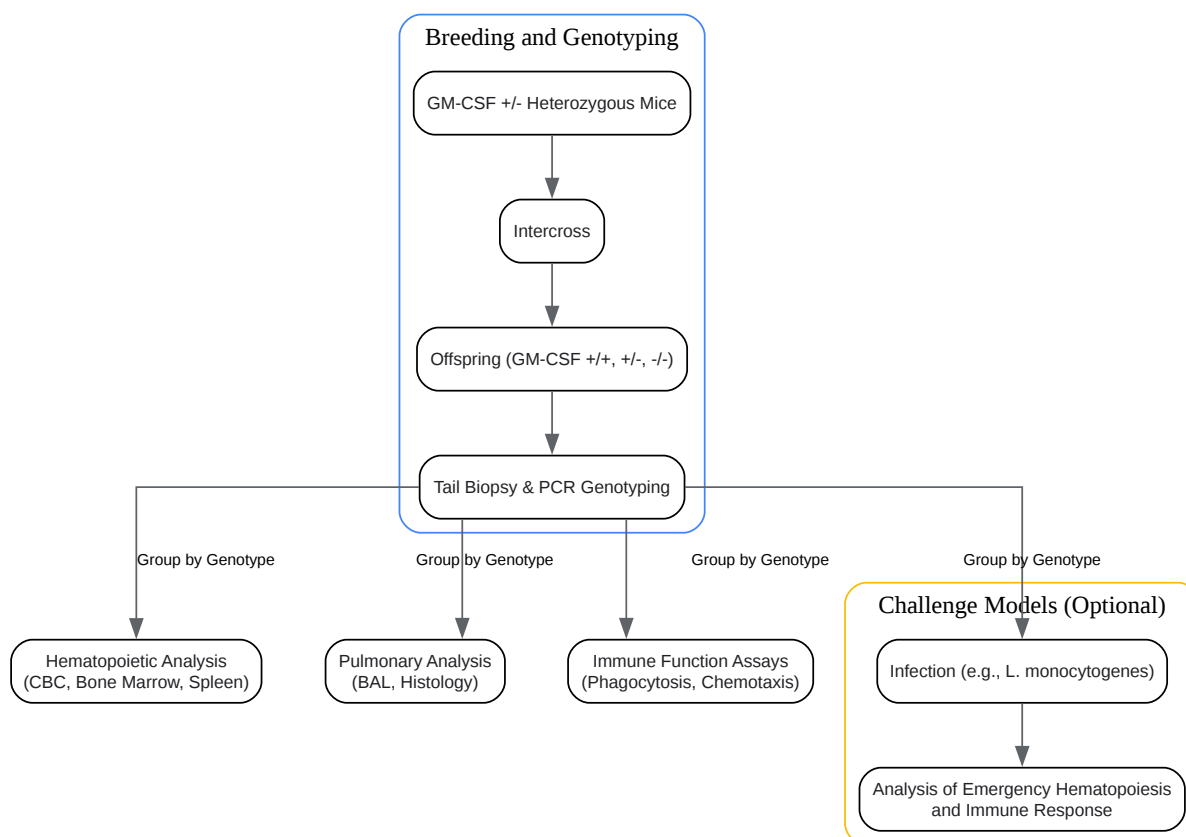 Breeding and Genotyping
GM-CSF +/- Heterozygous Mice
Intercross
Offspring (GM-CSF +/+, +/-, -/-)
Tail Biopsy & PCR Genotyping
Group by Genotype
Group by Genotype
Group by Genotype
Group by Genotype
Challenge Models (Optional)
Hematopoietic Analysis
(CBC, Bone Marrow, Spleen)
Pulmonary Analysis
(BAL, Histology)
Immune Function Assays
(Phagocytosis, Chemotaxis)
Infection (e.g., L. monocytogenes)
Analysis of Emergency Hematopoiesis
and Immune Response